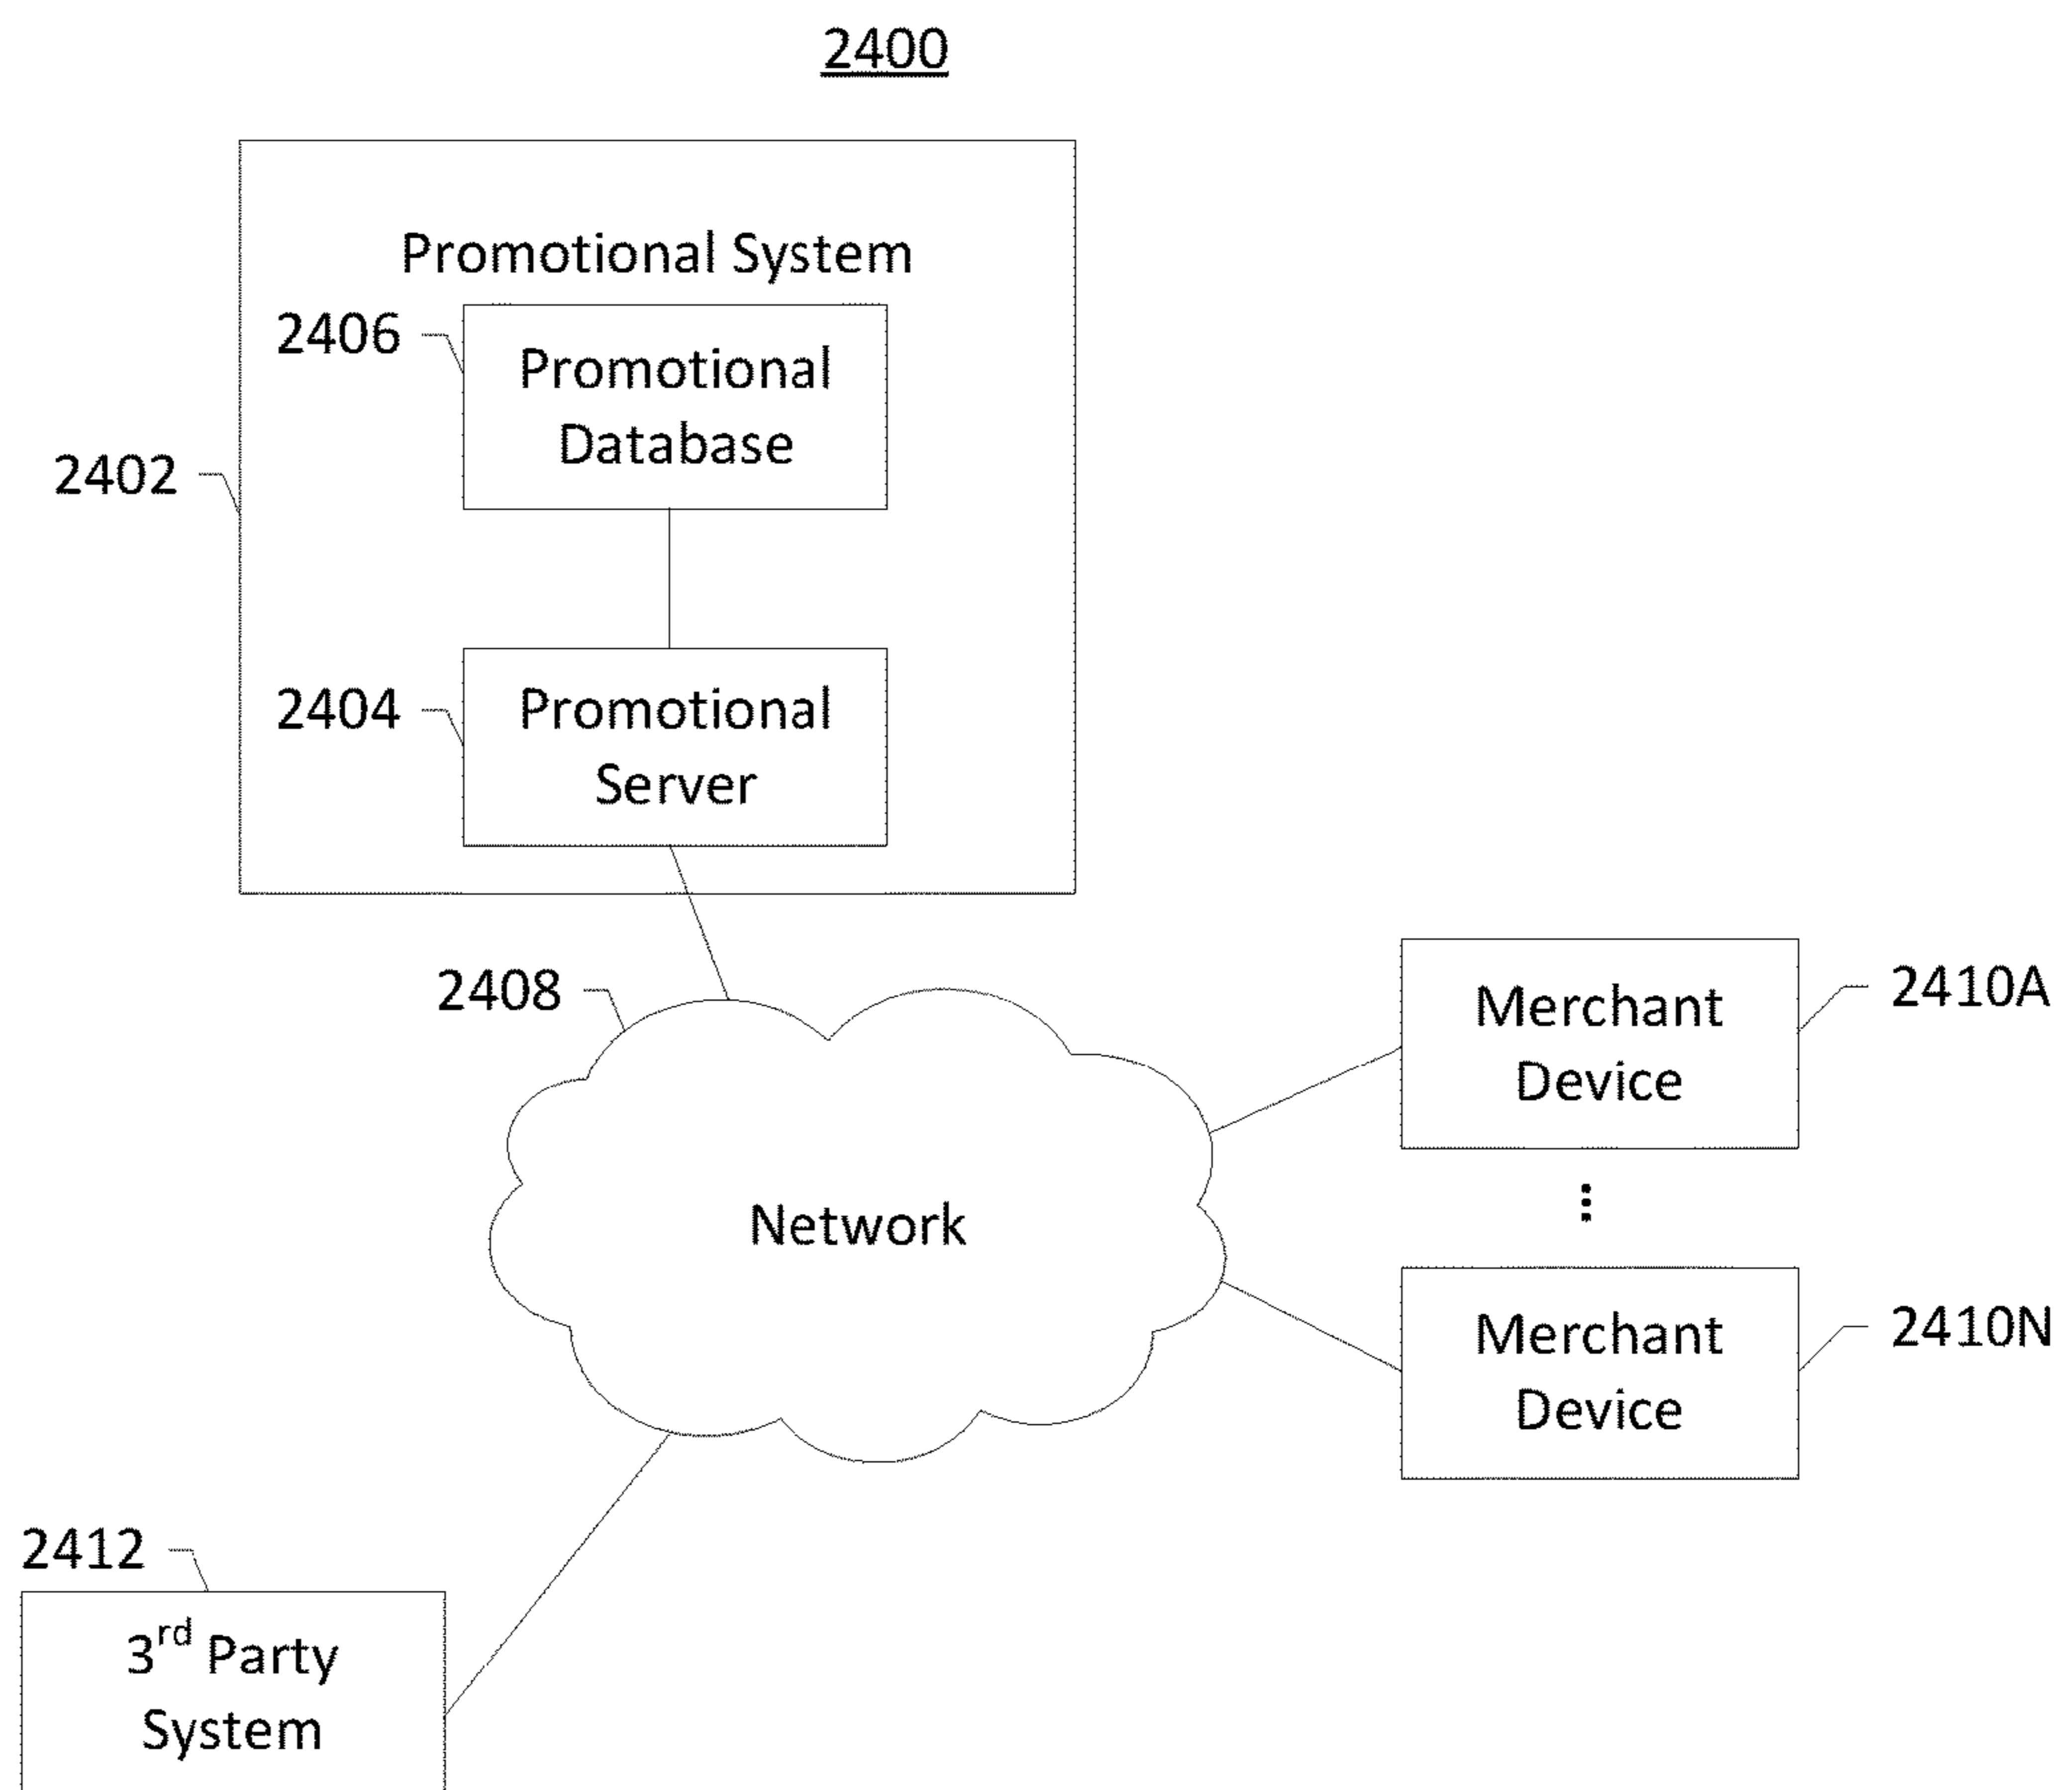 2400
Promotional System
2406
Promotional
Database
2402
2404
Promotional
Server
2408
Merchant
Device
2410A
Network
⋮
Merchant
Device
2410N
2412
3rd Party
System